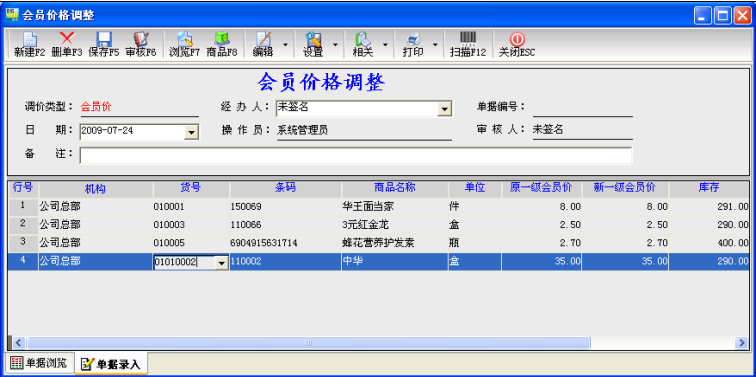 会员价格调整
新建F2 删单F3 保存F5 审核F6 浏览F7 商品F8 编辑 设置 相关 打印 扫描F12 关闭ESC
会员价格调整
调价类型： 会员价 经 办 人： 未签名 单据编号：
日 期： 2009-07-24 操 作 员： 系统管理员 审 核 人： 未签名
备 注：
行号 机构 货号 条码 商品名称 单位 原一级会员价 新一级会员价 库存
1 公司总部 010001 150069 华王面当家 件 8.00 8.00 291.00
2 公司总部 010003 110066 3元红金龙 盒 2.50 2.50 290.00
3 公司总部 010005 6904915631714 蜂花营养护发素 瓶 2.70 2.70 400.00
4 公司总部 01010002 110002 中华 盒 35.00 35.00 290.00
单据浏览 单据录入